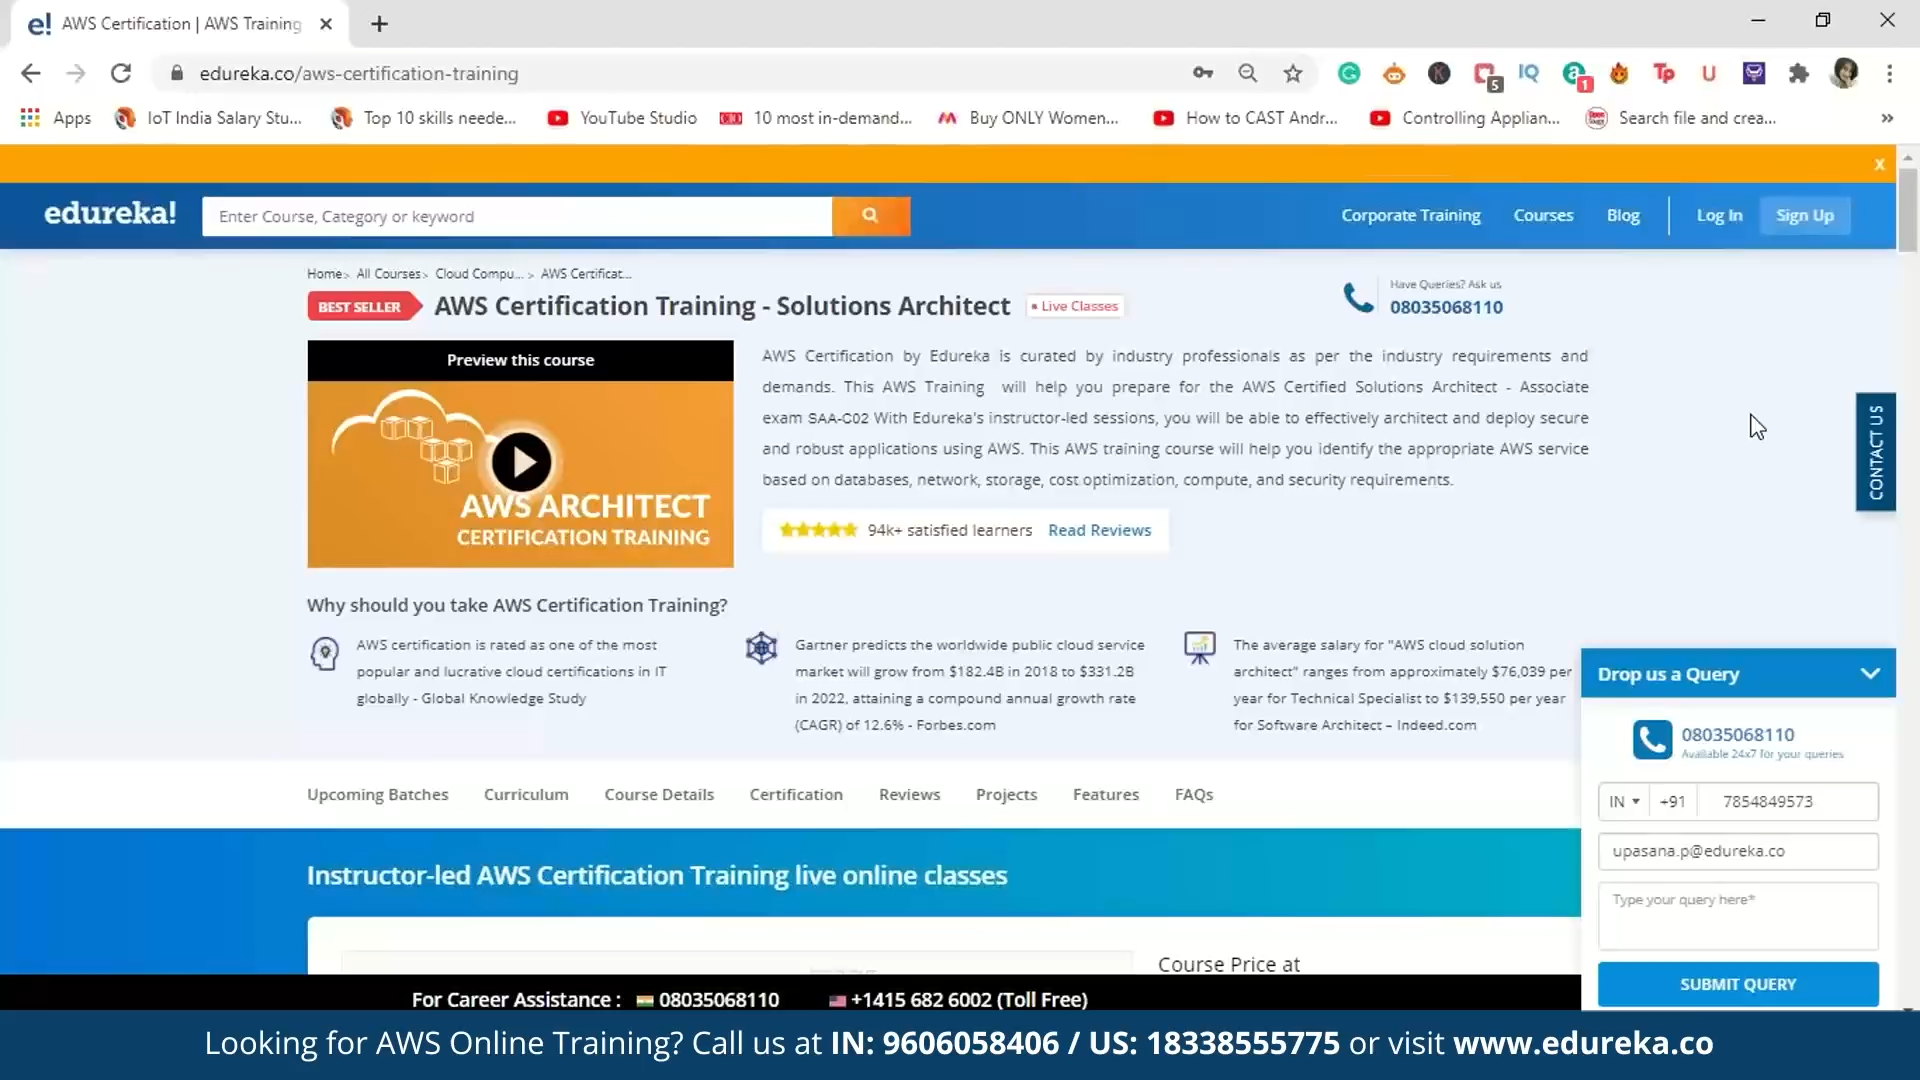 e! AWS Certification | AWS Training
edureka.co/aws-certification-training
5 IQ a 1 Tp U
Apps IoT India Salary Stu... Top 10 skills neede... YouTube Studio 10 most in-demand... Buy ONLY Women... How to CAST Andr... Controlling Applian... Search file and crea... »
x
edureka! Enter Course, Category or keyword Corporate Training Courses Blog Log In Sign Up
Home> All Courses> Cloud Compu... > AWS Certificat...
BEST SELLER AWS Certification Training - Solutions Architect Live Classes
Have Queries? Ask us
08035068110
Preview this course
AWS ARCHITECT
CERTIFICATION TRAINING
AWS Certification by Edureka is curated by industry professionals as per the industry requirements and
demands. This AWS Training will help you prepare for the AWS Certified Solutions Architect - Associate
exam SAA-C02 With Edureka's instructor-led sessions, you will be able to effectively architect and deploy secure
and robust applications using AWS. This AWS training course will help you identify the appropriate AWS service
based on databases, network, storage, cost optimization, compute, and security requirements.
94k+ satisfied learners Read Reviews
CONTACT US
Why should you take AWS Certification Training?
AWS certification is rated as one of the most
popular and lucrative cloud certifications in IT
globally - Global Knowledge Study
Gartner predicts the worldwide public cloud service
market will grow from $182.4B in 2018 to $331.2B
in 2022, attaining a compound annual growth rate
(CAGR) of 12.6% - Forbes.com
The average salary for "AWS cloud solution
architect" ranges from approximately $76,039 per
year for Technical Specialist to $139,550 per year
for Software Architect – Indeed.com
Upcoming Batches Curriculum Course Details Certification Reviews Projects Features FAQs
Instructor-led AWS Certification Training live online classes
Course Price at
Drop us a Query
08035068110
Available 24x7 for your queries
IN +91 7854849573
upasana.p@edureka.co
Type your query here*
SUBMIT QUERY
For Career Assistance : 08035068110 +1415 682 6002 (Toll Free)
Looking for AWS Online Training? Call us at IN: 9606058406 / US: 18338555775 or visit www.edureka.co